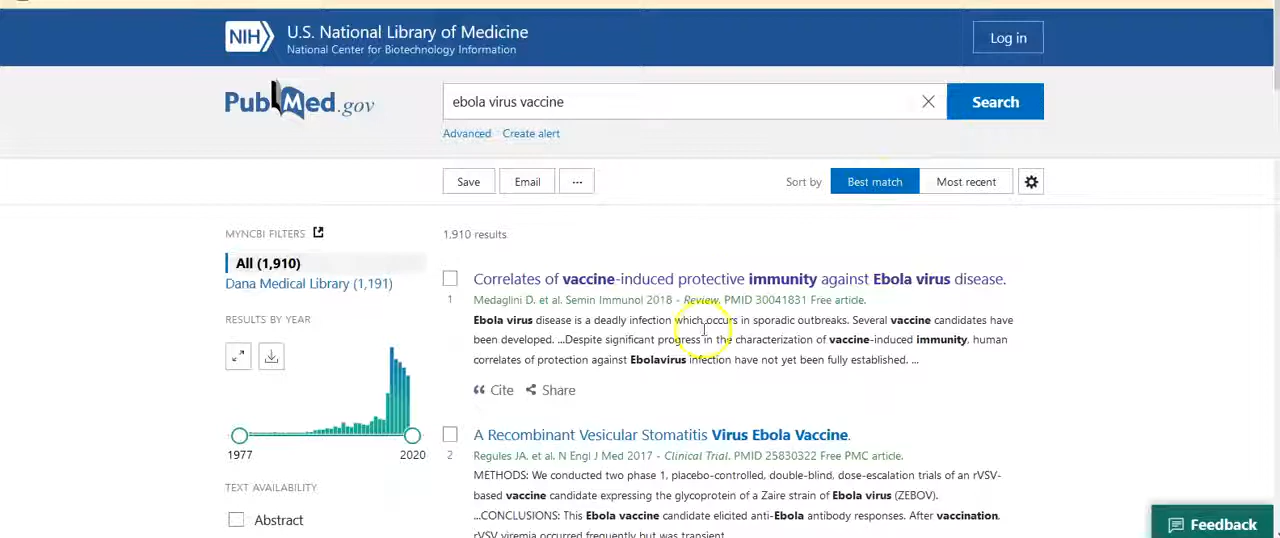 NIH U.S. National Library of Medicine
National Center for Biotechnology Information
Log in
PubMed.gov
ebola virus vaccine
Search
Advanced Create alert
Save Email ... Sort by Best match Most recent
MYNCBI FILTERS
All (1,910)
Dana Medical Library (1,191)
RESULTS BY YEAR
1977 2020
TEXT AVAILABILITY
Abstract
1,910 results
Correlates of vaccine-induced protective immunity against Ebola virus disease.
1 Medaglini D. et al. Semin Immunol 2018 - Review. PMID 30041831 Free article.
Ebola virus disease is a deadly infection which occurs in sporadic outbreaks. Several vaccine candidates have
been developed. ...Despite significant progress in the characterization of vaccine-induced immunity, human
correlates of protection against Ebolavirus infection have not yet been fully established. ...
Cite Share
A Recombinant Vesicular Stomatitis Virus Ebola Vaccine.
2 Regules JA. et al. N Engl J Med 2017 - Clinical Trial. PMID 25830322 Free PMC article.
METHODS: We conducted two phase 1, placebo-controlled, double-blind, dose-escalation trials of an rVSV-
based vaccine candidate expressing the glycoprotein of a Zaire strain of Ebola virus (ZEBOV).
...CONCLUSIONS: This Ebola vaccine candidate elicited anti-Ebola antibody responses. After vaccination,
rVSV viremia occurred frequently but was transient.
Feedback